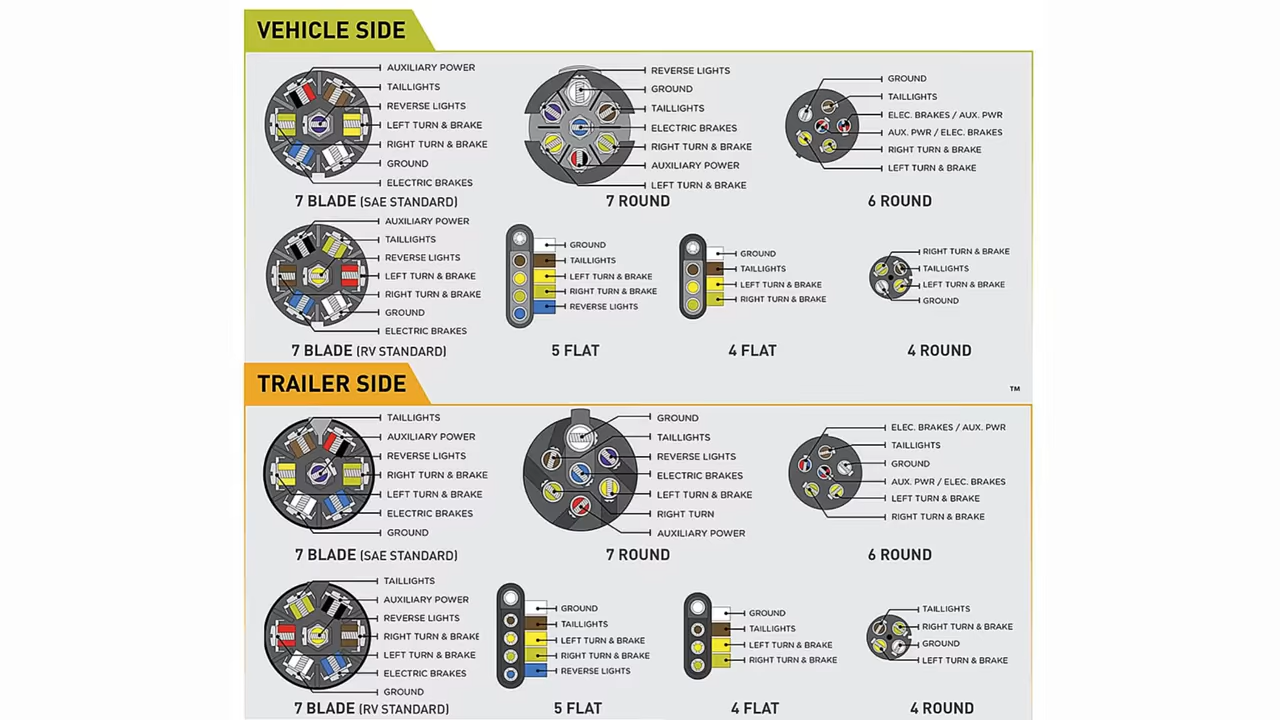 VEHICLE SIDE
AUXILIARY POWER
TAILLIGHTS
REVERSE LIGHTS
LEFT TURN & BRAKE
RIGHT TURN & BRAKE
GROUND
ELECTRIC BRAKES
7 BLADE (SAE STANDARD)
REVERSE LIGHTS
GROUND
TAILLIGHTS
ELECTRIC BRAKES
RIGHT TURN & BRAKE
AUXILIARY POWER
LEFT TURN & BRAKE
7 ROUND
GROUND
TAILLIGHTS
ELEC. BRAKES / AUX. PWR
AUX. PWR / ELEC. BRAKES
RIGHT TURN & BRAKE
LEFT TURN & BRAKE
6 ROUND
AUXILIARY POWER
TAILLIGHTS
REVERSE LIGHTS
LEFT TURN & BRAKE
RIGHT TURN & BRAKE
GROUND
ELECTRIC BRAKES
7 BLADE (RV STANDARD)
GROUND
TAILLIGHTS
LEFT TURN & BRAKE
RIGHT TURN & BRAKE
REVERSE LIGHTS
5 FLAT
GROUND
TAILLIGHTS
LEFT TURN & BRAKE
RIGHT TURN & BRAKE
4 FLAT
RIGHT TURN & BRAKE
TAILLIGHTS
LEFT TURN & BRAKE
GROUND
4 ROUND
TRAILER SIDE
TM
TAILLIGHTS
AUXILIARY POWER
REVERSE LIGHTS
RIGHT TURN & BRAKE
LEFT TURN & BRAKE
ELECTRIC BRAKES
GROUND
7 BLADE (SAE STANDARD)
GROUND
TAILLIGHTS
REVERSE LIGHTS
ELECTRIC BRAKES
LEFT TURN & BRAKE
RIGHT TURN
AUXILIARY POWER
7 ROUND
ELEC. BRAKES / AUX. PWR
TAILLIGHTS
GROUND
AUX. PWR / ELEC. BRAKES
LEFT TURN & BRAKE
RIGHT TURN & BRAKE
6 ROUND
TAILLIGHTS
AUXILIARY POWER
REVERSE LIGHTS
RIGHT TURN & BRAKE
LEFT TURN & BRAKE
ELECTRIC BRAKES
GROUND
7 BLADE (RV STANDARD)
GROUND
TAILLIGHTS
LEFT TURN & BRAKE
RIGHT TURN & BRAKE
REVERSE LIGHTS
5 FLAT
GROUND
TAILLIGHTS
LEFT TURN & BRAKE
RIGHT TURN & BRAKE
4 FLAT
TAILLIGHTS
RIGHT TURN & BRAKE
GROUND
LEFT TURN & BRAKE
4 ROUND